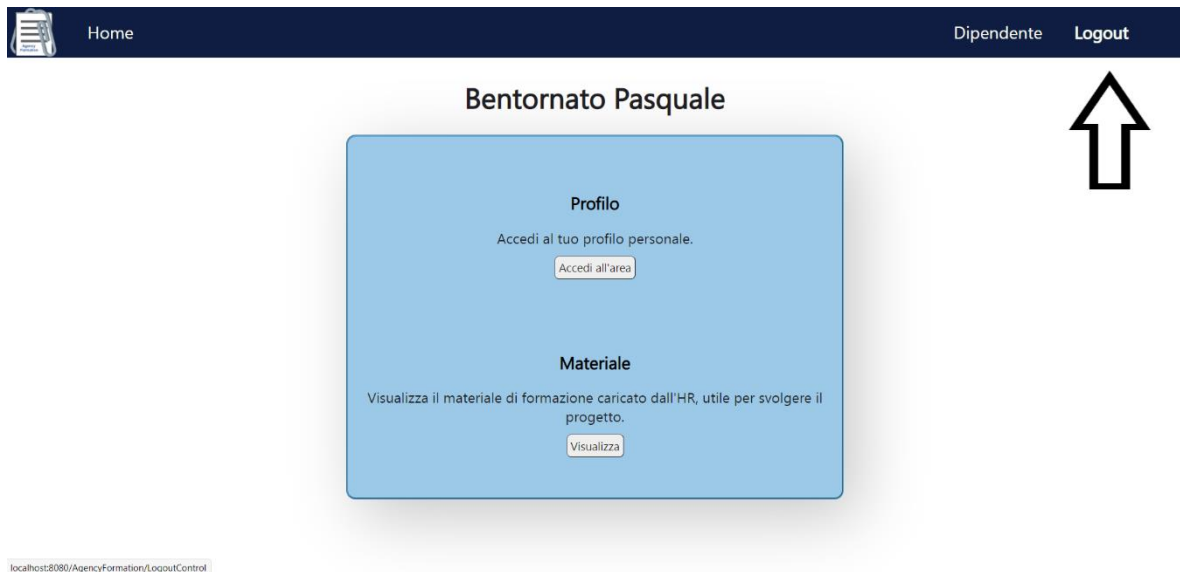 Home
Dipendente
Logout
Bentornato Pasquale
Profilo
Accedi al tuo profilo personale.
Accedi all'area
Materiale
Visualizza il materiale di formazione caricato dall'HR, utile per svolgere il
progetto.
Visualizza
localhost:8080/AgencyFormation/LogoutControl